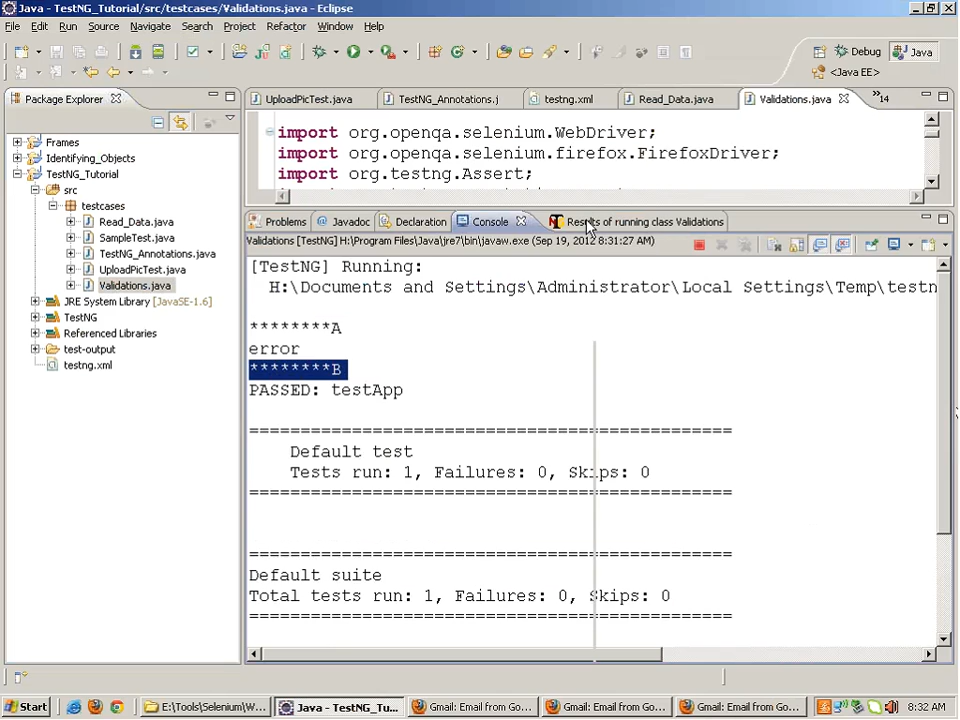 Java - TestNG_Tutorial/src/testcases/Validations.java - Eclipse
File Edit Run Source Navigate Search Project Refactor Window Help
Debug Java
<Java EE>
Package Explorer
UploadPicTest.java TestNG_Annotations.j testng.xml Read_Data.java Validations.java »14
Frames
Identifying_Objects
TestNG_Tutorial
src
testcases
Read_Data.java
SampleTest.java
TestNG_Annotations.java
UploadPicTest.java
Validations.java
JRE System Library [JavaSE-1.6]
TestNG
Referenced Libraries
test-output
testng.xml
import org.openqa.selenium.WebDriver;
import org.openqa.selenium.firefox.FirefoxDriver;
import org.testng.Assert;
Problems Javadoc Declaration Console Results of running class Validations
Validations [TestNG] H:\Program Files\Java\jre7\bin\javaw.exe (Sep 19, 2012 8:31:27 AM)
[TestNG] Running:
H:\Documents and Settings\Administrator\Local Settings\Temp\testn
********A
error
********B
PASSED: testApp
===============================================
Default test
Tests run: 1, Failures: 0, Skips: 0
===============================================
===============================================
Default suite
Total tests run: 1, Failures: 0, Skips: 0
===============================================
Start E:\Tools\Selenium\W... Java - TestNG_Tu... Gmail: Email from Go... Gmail: Email from Go... Gmail: Email from Go... 8:32 AM